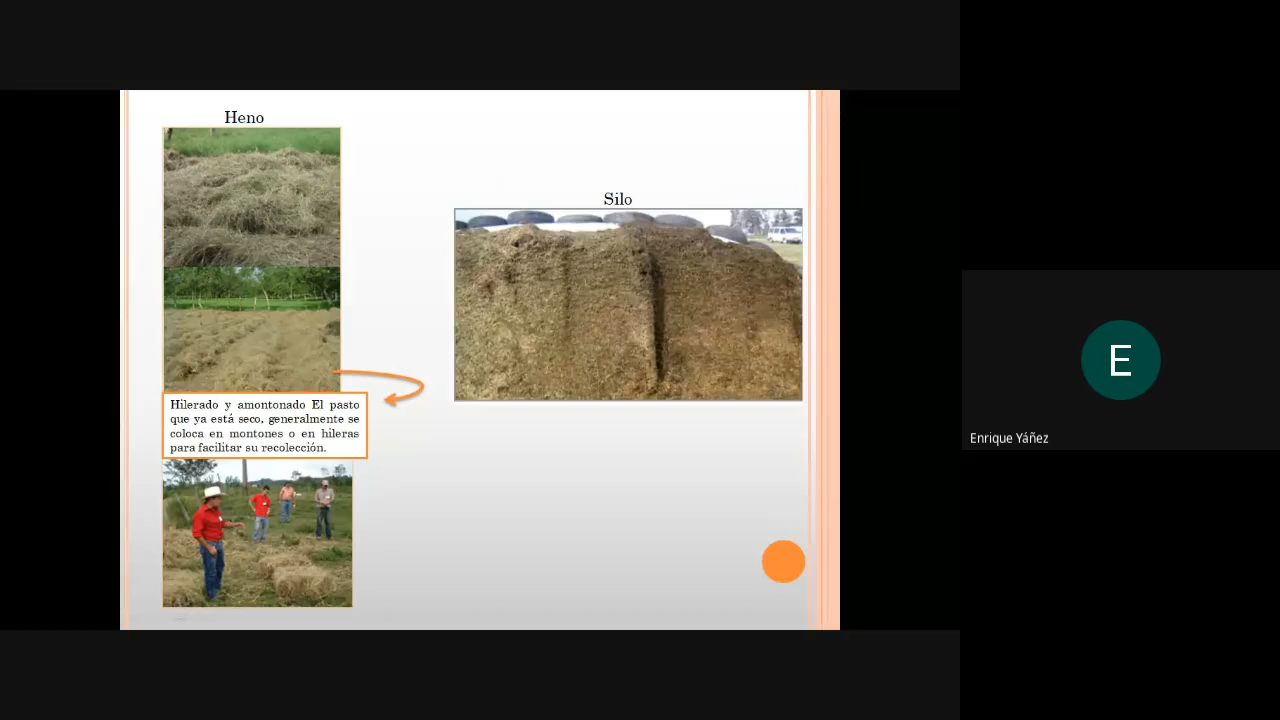 Heno
Silo
Hilerado y amontonado El pasto
que ya está seco, generalmente se
coloca en montones o en hileras
para facilitar su recolección.
E
Enrique Yáñez